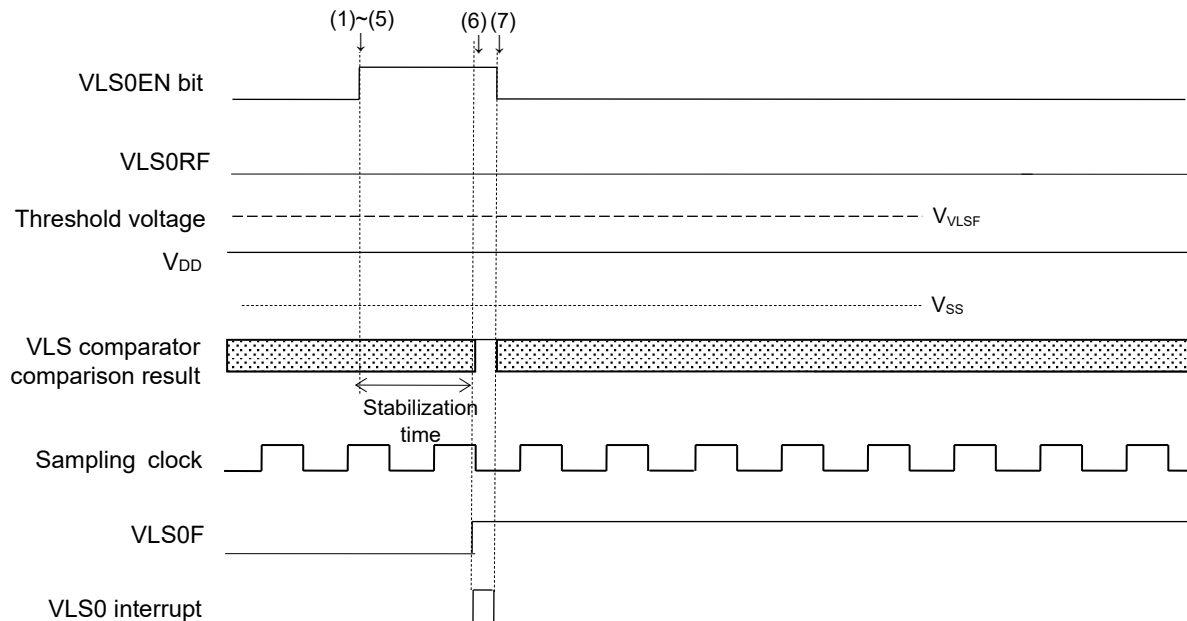 (1)~(5) (6) (7)
VLS0EN bit
VLS0RF
Threshold voltage
V_VLSF
VDD
VSS
VLS comparator
comparison result
Stabilization
time
Sampling clock
VLS0F
VLS0 interrupt